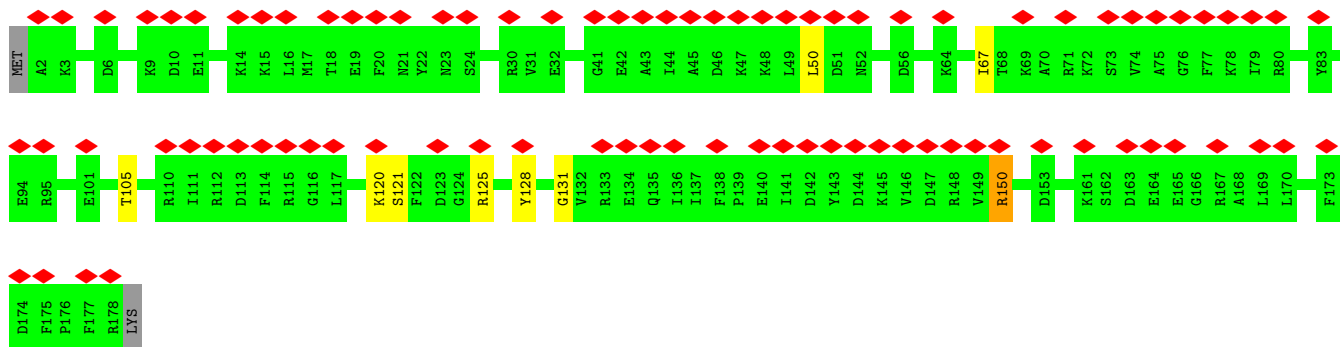 MET A2 K3 D6 K9 D10 E11 K14 K15 L16 M17 T18 E19 F20 N21 Y22 N23 S24 R30 V31 E32 G41 E42 A43 I44 A45 D46 K47 K48 L49 L50 D51 N52 D56 K64 I67 T68 K69 A70 R71 K72 S73 V74 A75 G76 F77 K78 I79 R80 Y83
E94 R95 E101 T105 R110 I111 R112 D113 F114 R115 G116 L117 K120 S121 F122 D123 G124 R125 Y128 G131 V132 R133 E134 Q135 I136 I137 F138 P139 E140 I141 D142 Y143 D144 K145 V146 D147 R148 V149 R150 D153 K161 S162 D163 E164 E165 G166 R167 A168 L169 L170 F173
D174 F175 P176 F177 R178 LYS